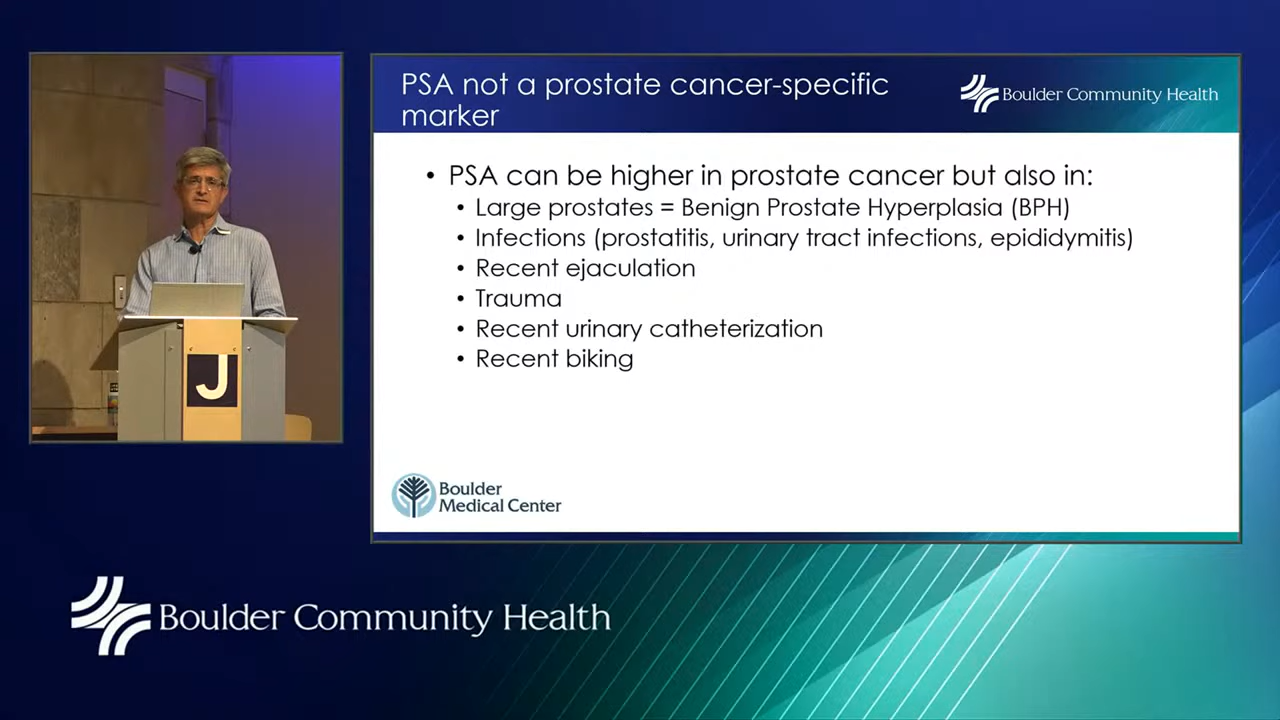 PSA not a prostate cancer-specific
marker
Boulder Community Health
• PSA can be higher in prostate cancer but also in:
• Large prostates = Benign Prostate Hyperplasia (BPH)
• Infections (prostatitis, urinary tract infections, epididymitis)
• Recent ejaculation
• Trauma
• Recent urinary catheterization
• Recent biking
Boulder
Medical Center
J
Boulder Community Health